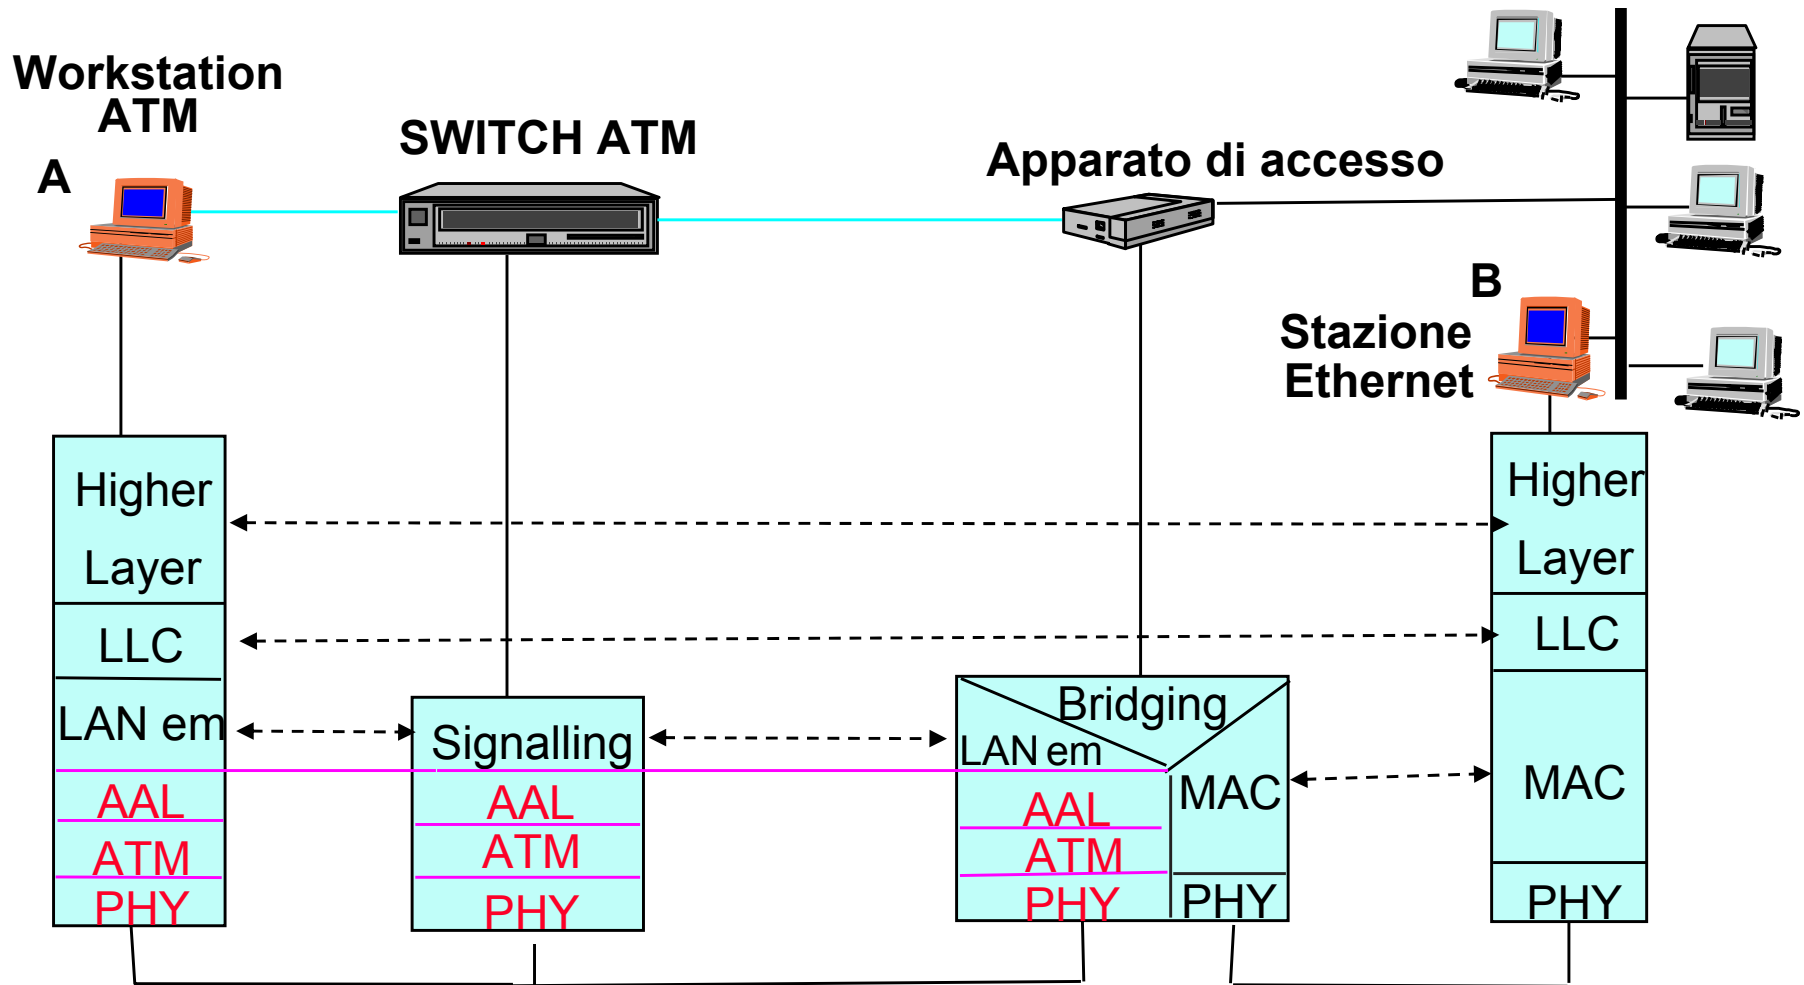 Workstation
ATM
A
SWITCH ATM
Apparato di accesso
B
Stazione
Ethernet
Higher
Layer
LLC
LAN em
AAL
ATM
PHY
Signalling
AAL
ATM
PHY
Bridging
LAN em
AAL
ATM
PHY
MAC
PHY
Higher
Layer
LLC
MAC
PHY